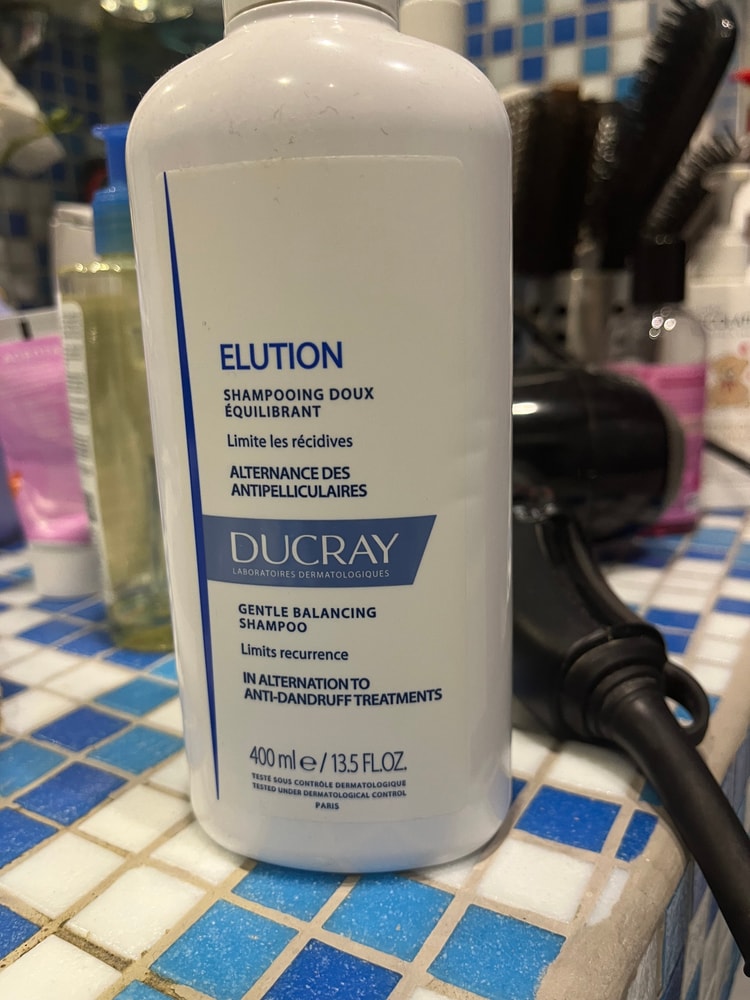 ELUTION
SHAMPOOING DOUX
ÉQUILIBRANT
Limite les récidives
ALTERNANCE DES
ANTIPELLICULAIRES
DUCRAY
LABORATOIRES DERMATOLOGIQUES
GENTLE BALANCING
SHAMPOO
Limits recurrence
IN ALTERNATION TO
ANTI-DANDRUFF TREATMENTS
400 ml e / 13.5 FL.OZ.
TESTÉ SOUS CONTRÔLE DERMATOLOGIQUE
TESTED UNDER DERMATOLOGICAL CONTROL
PARIS